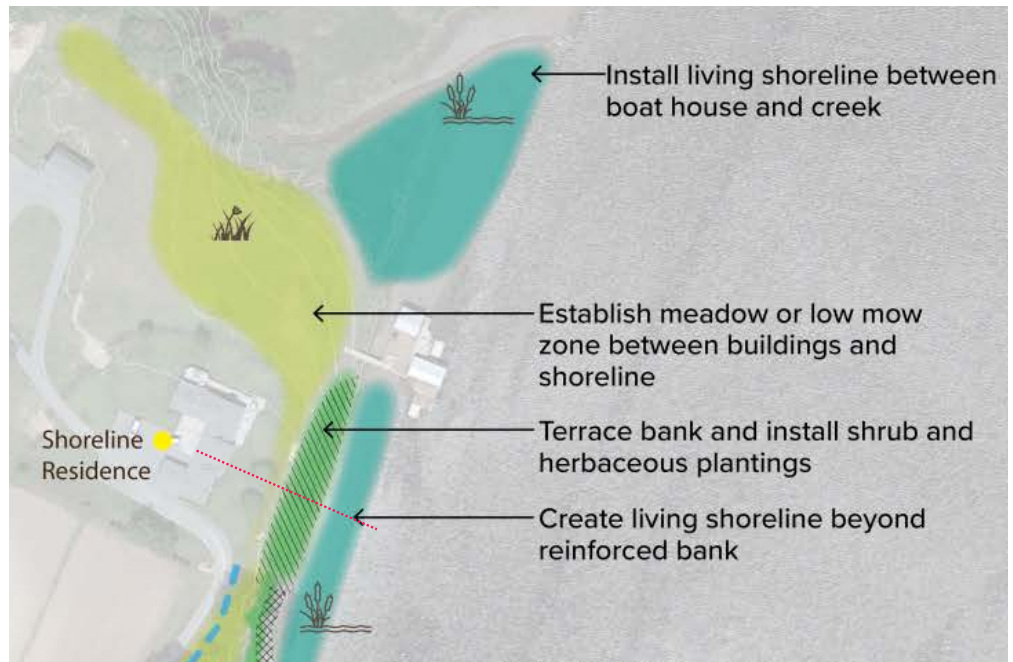 Install living shoreline between
boat house and creek
Establish meadow or low mow
zone between buildings and
shoreline
Shoreline
Residence
Terrace bank and install shrub and
herbaceous plantings
Create living shoreline beyond
reinforced bank